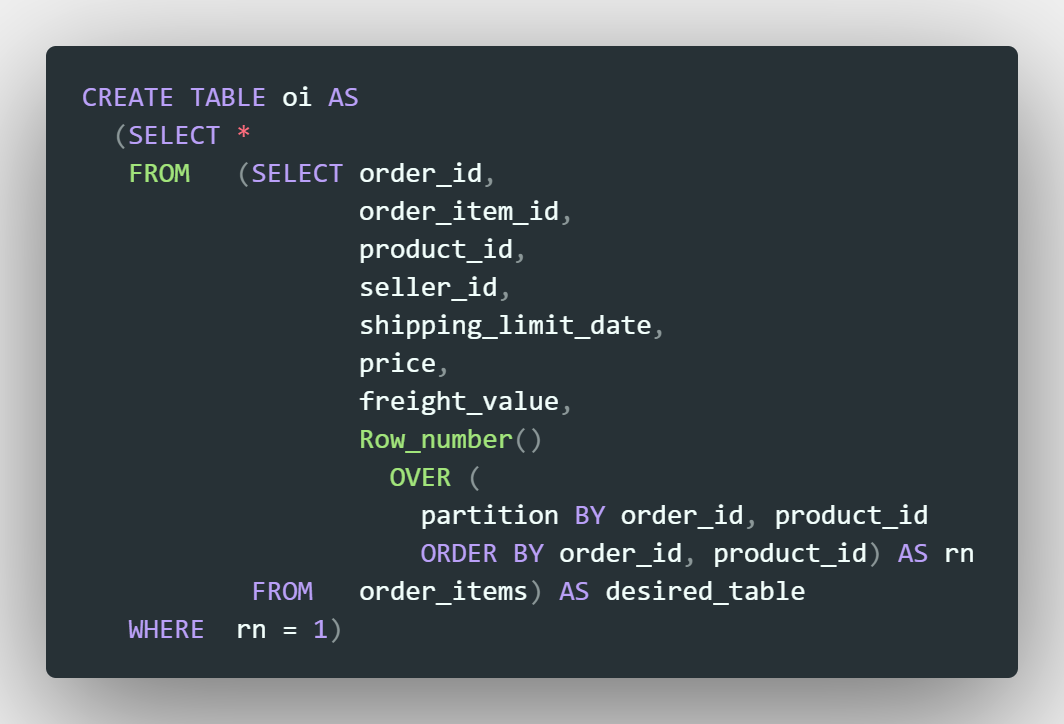 CREATE TABLE oi AS
  (SELECT *
   FROM   (SELECT order_id,
                  order_item_id,
                  product_id,
                  seller_id,
                  shipping_limit_date,
                  price,
                  freight_value,
                  Row_number()
                    OVER (
                      partition BY order_id, product_id
                      ORDER BY order_id, product_id) AS rn
           FROM   order_items) AS desired_table
   WHERE  rn = 1)